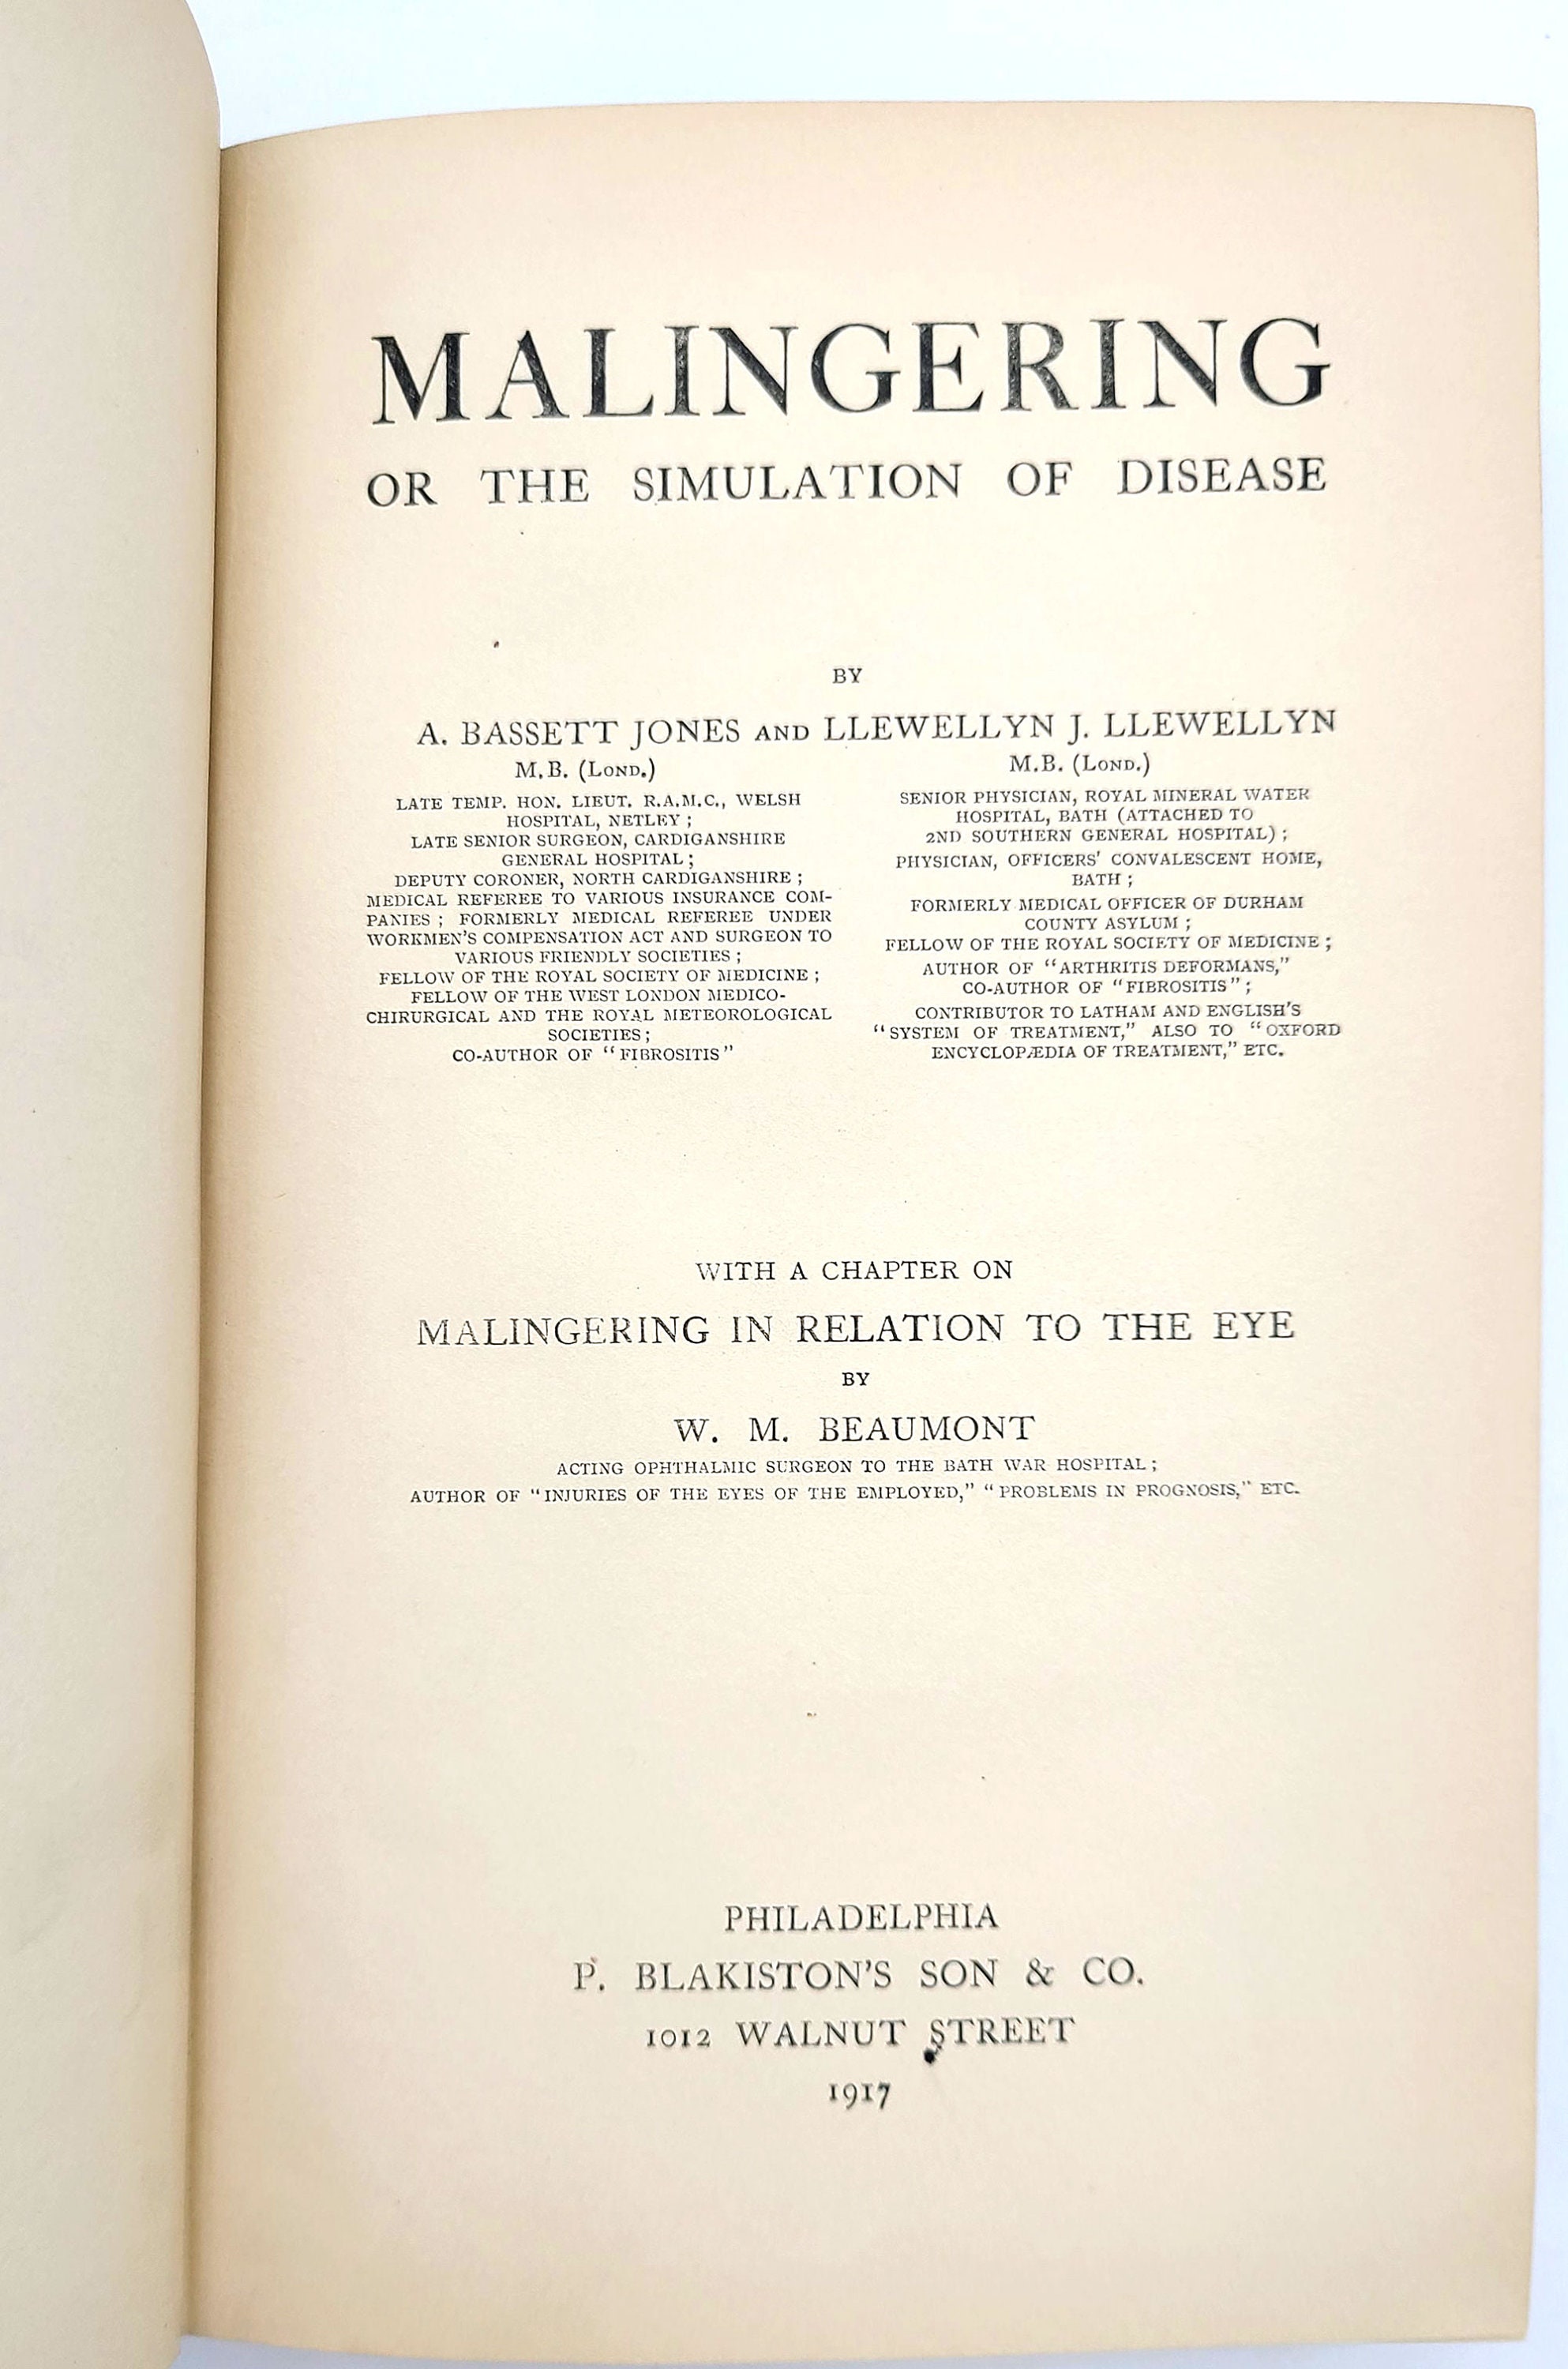 MALINGERING
OR THE SIMULATION OF DISEASE
BY
A. BASSETT JONES AND LLEWELLYN J. LLEWELLYN
M.B. (LOND.)
LATE TEMP. HON. LIEUT. R.A.M.C., WELSH
HOSPITAL, NETLEY;
LATE SENIOR SURGEON, CARDIGANSHIRE
GENERAL HOSPITAL;
DEPUTY CORONER, NORTH CARDIGANSHIRE;
MEDICAL REFEREE TO VARIOUS INSURANCE COM-
PANIES; FORMERLY MEDICAL REFEREE UNDER
WORKMEN'S COMPENSATION ACT AND SURGEON TO
VARIOUS FRIENDLY SOCIETIES;
FELLOW OF THE ROYAL SOCIETY OF MEDICINE;
FELLOW OF THE WEST LONDON MEDICO-
CHIRURGICAL AND THE ROYAL METEOROLOGICAL
SOCIETIES;
CO-AUTHOR OF "FIBROSITIS"
M.B. (LOND.)
SENIOR PHYSICIAN, ROYAL MINERAL WATER
HOSPITAL, BATH (ATTACHED TO
2ND SOUTHERN GENERAL HOSPITAL);
PHYSICIAN, OFFICERS' CONVALESCENT HOME,
BATH;
FORMERLY MEDICAL OFFICER OF DURHAM
COUNTY ASYLUM;
FELLOW OF THE ROYAL SOCIETY OF MEDICINE;
AUTHOR OF "ARTHRITIS DEFORMANS,"
CO-AUTHOR OF "FIBROSITIS";
CONTRIBUTOR TO LATHAM AND ENGLISH'S
"SYSTEM OF TREATMENT," ALSO TO "OXFORD
ENCYCLOPÆDIA OF TREATMENT," ETC.
WITH A CHAPTER ON
MALINGERING IN RELATION TO THE EYE
BY
W. M. BEAUMONT
ACTING OPHTHALMIC SURGEON TO THE BATH WAR HOSPITAL;
AUTHOR OF "INJURIES OF THE EYES OF THE EMPLOYED," "PROBLEMS IN PROGNOSIS," ETC.
PHILADELPHIA
P. BLAKISTON'S SON & CO.
1012 WALNUT STREET
1917